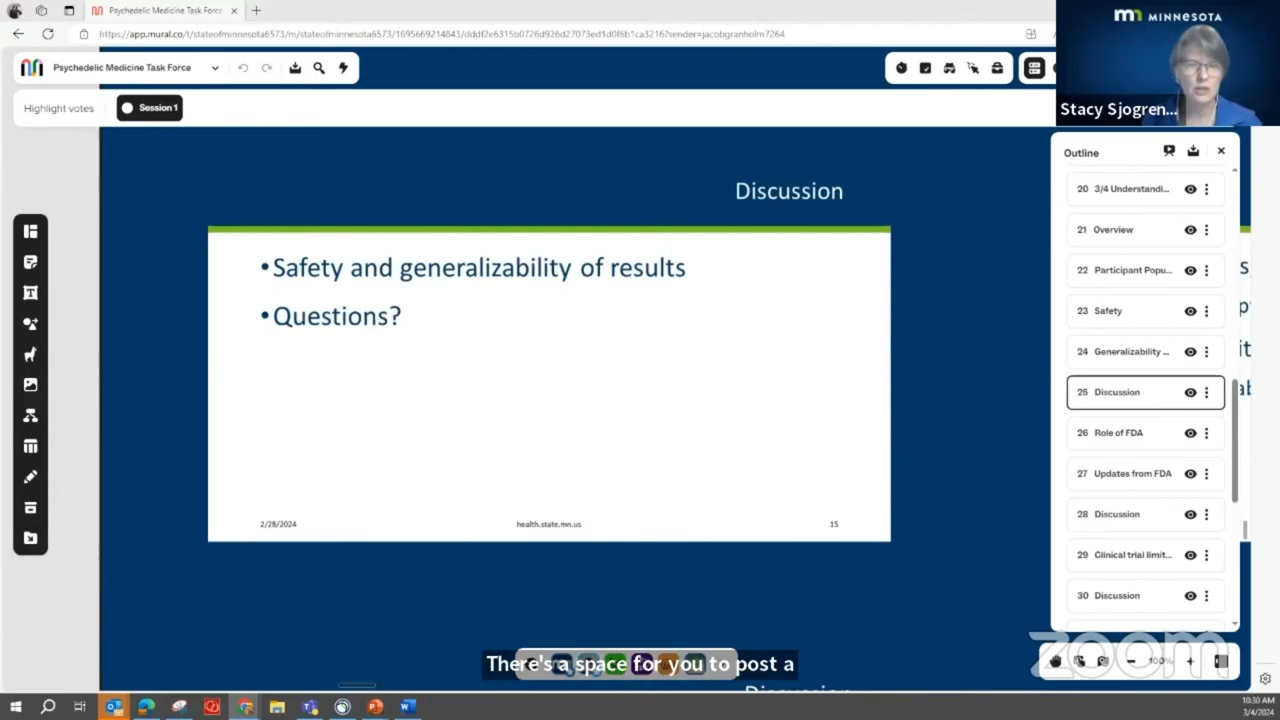 Psychedelic Medicine Task Force
https://app.mural.co/t/stateofminnesota6573/m/stateofminnesota6573/1695669214843/dddf2e6315b0726d926d27073ed1d0f6b1ca3216?sender=jacobgranholm7264
MINNESOTA
Psychedelic Medicine Task Force
Stacy Sjogren...
Highlight votes
Session 1
Outline
Discussion
20 3/4 Understandi...
21 Overview
•Safety and generalizability of results
22 Participant Popu...
•Questions?
23 Safety
24 Generalizability ...
25 Discussion
26 Role of FDA
27 Updates from FDA
28 Discussion
2/28/2024 health.state.mn.us 15
29 Clinical trial limit...
30 Discussion
zoom
There's a space for you to post a
100%
Discussion
10:30 AM
3/4/2024